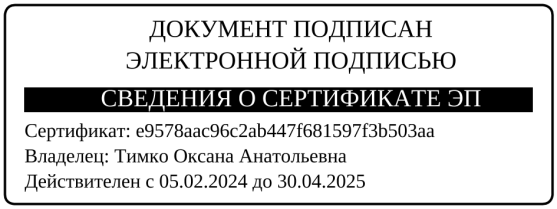 ДОКУМЕНТ ПОДПИСАН
ЭЛЕКТРОННОЙ ПОДПИСЬЮ
СВЕДЕНИЯ О СЕРТИФИКАТЕ ЭП
Сертификат: e9578aac96c2ab447f681597f3b503aa
Владелец: Тимко Оксана Анатольевна
Действителен с 05.02.2024 до 30.04.2025